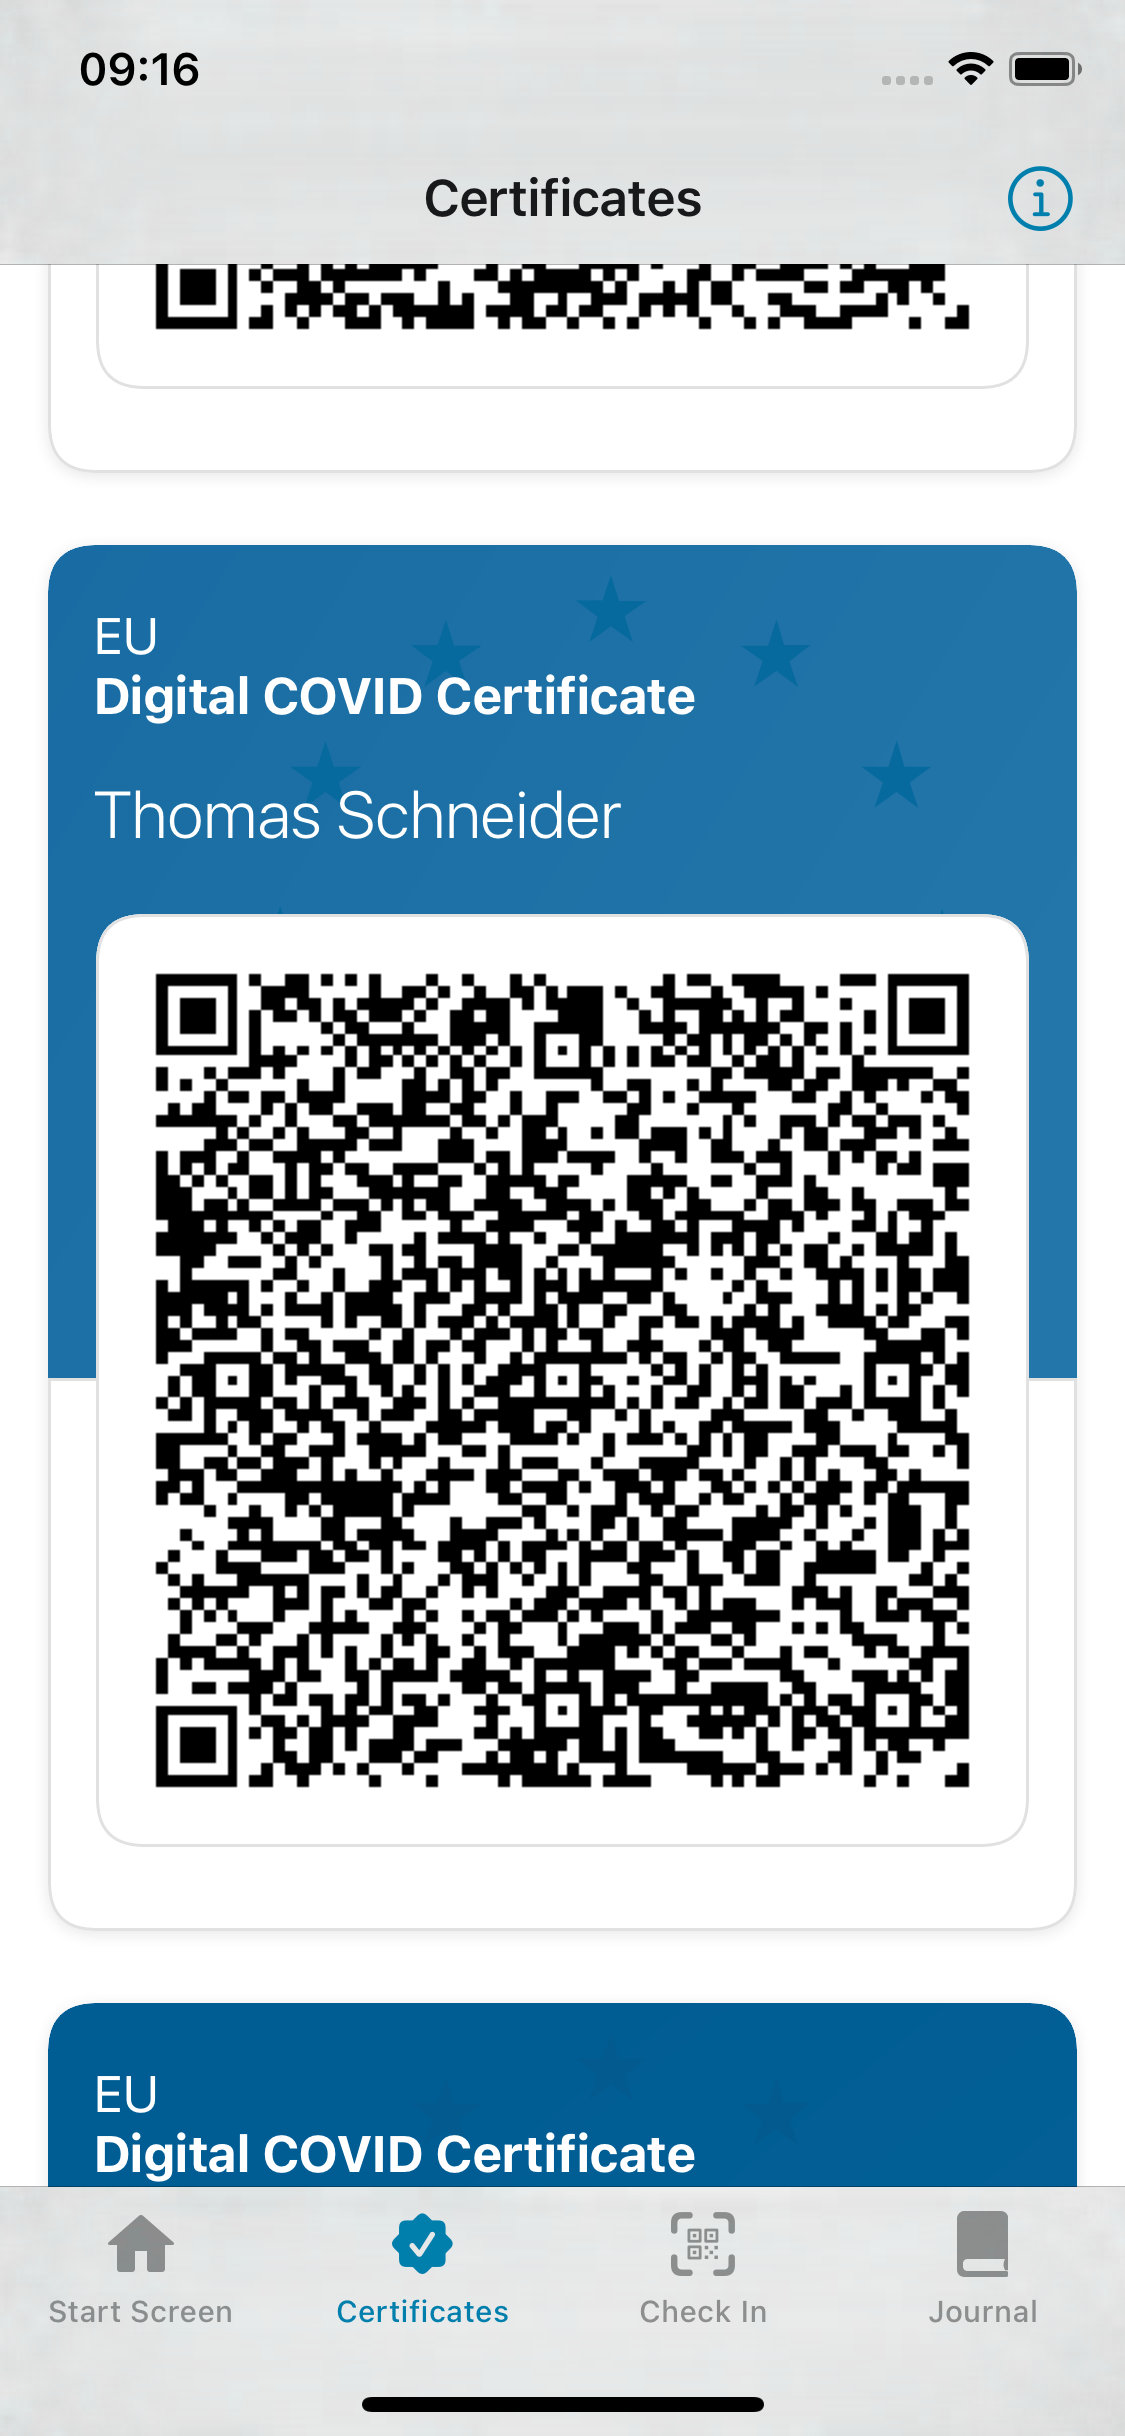 09:16
Certificates
EU
Digital COVID Certificate
Thomas Schneider
EU
Digital COVID Certificate
Start Screen
Certificates
Check In
Journal